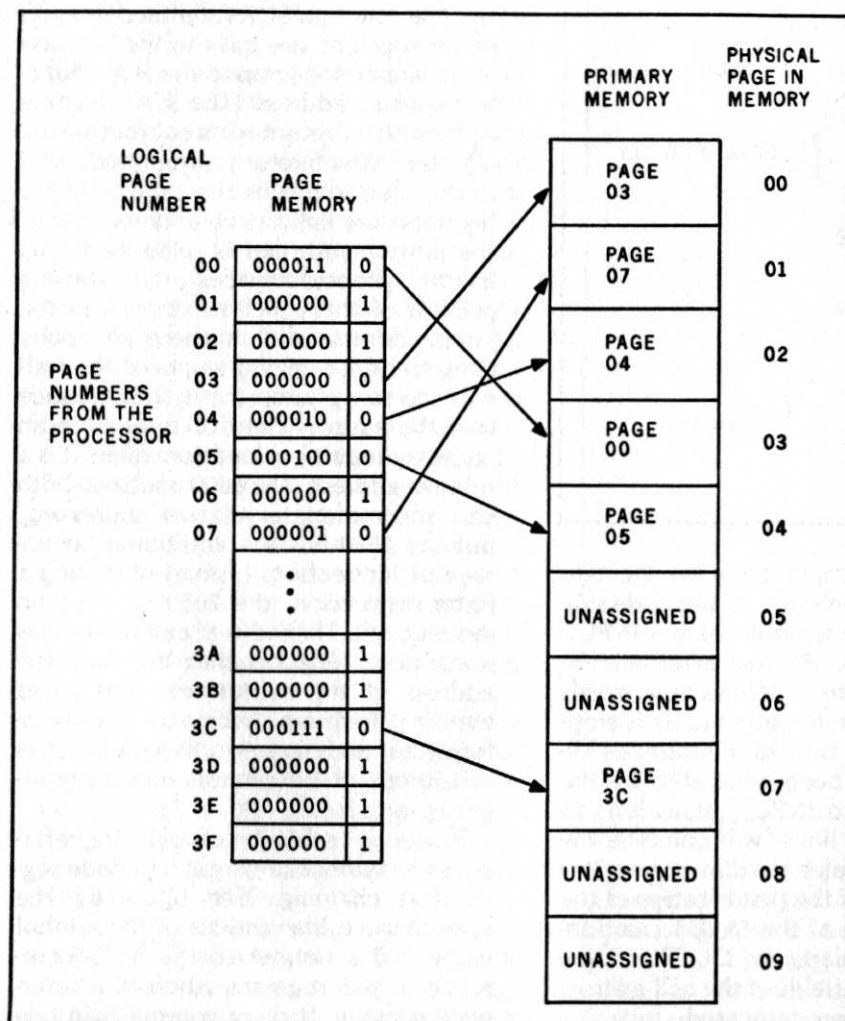 LOGICAL PAGE NUMBER
PAGE MEMORY
PRIMARY MEMORY
PHYSICAL PAGE IN MEMORY
PAGE NUMBERS FROM THE PROCESSOR
00 000011 0
01 000000 1
02 000000 1
03 000000 0
04 000010 0
05 000100 0
06 000000 1
07 000001 0
3A 000000 1
3B 000000 1
3C 000111 0
3D 000000 1
3E 000000 1
3F 000000 1
PAGE 03 00
PAGE 07 01
PAGE 04 02
PAGE 00 03
PAGE 05 04
UNASSIGNED 05
UNASSIGNED 06
PAGE 3C 07
UNASSIGNED 08
UNASSIGNED 09